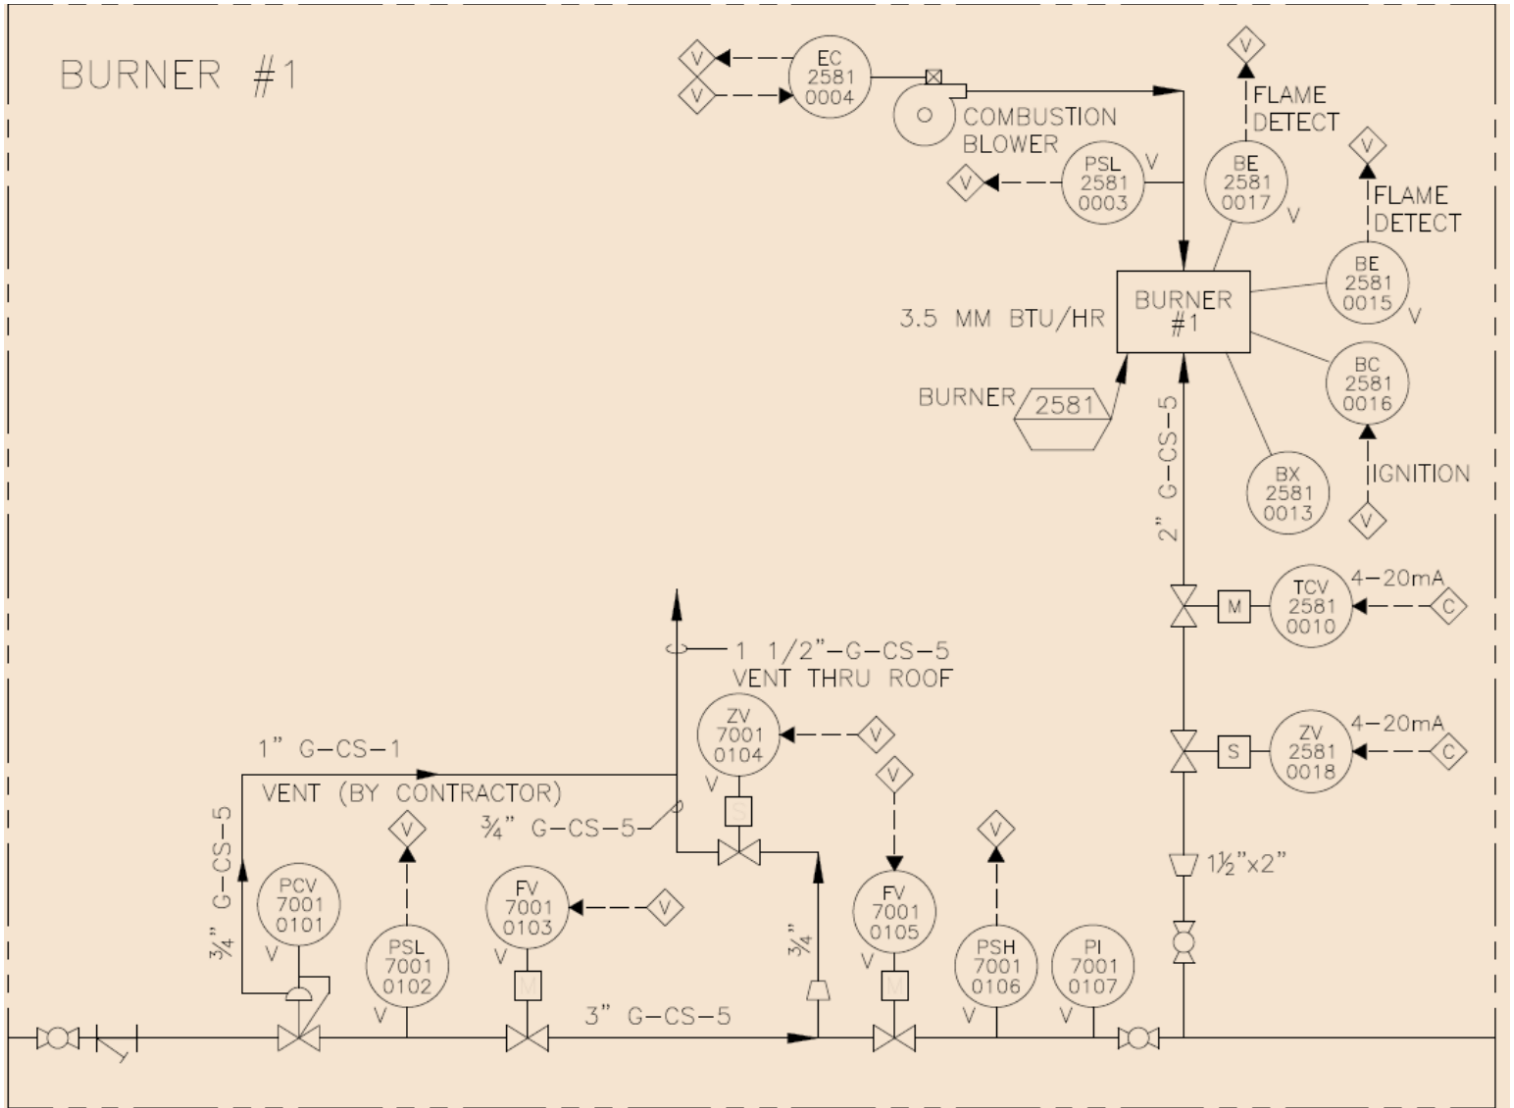 BURNER #1
EC
2581
0004
V
V
COMBUSTION
BLOWER
V
FLAME
DETECT
PSL
2581
0003
V
V
BE
2581
0017
V
V
FLAME
DETECT
BE
2581
0015
V
3.5 MM BTU/HR
BURNER
#1
BURNER
2581
BC
2581
0016
IGNITION
V
BX
2581
0013
2" G-CS-5
TCV
2581
0010
M
4-20mA
C
ZV
2581
0018
S
4-20mA
C
1½"x2"
1 1/2"-G-CS-5
VENT THRU ROOF
ZV
7001
0104
V
V
S
1" G-CS-1
VENT (BY CONTRACTOR)
¾" G-CS-5
¾" G-CS-5
PCV
7001
0101
V
V
PSL
7001
0102
V
FV
7001
0103
V
V
M
3" G-CS-5
¾"
V
FV
7001
0105
V
M
V
PSH
7001
0106
V
PI
7001
0107
V